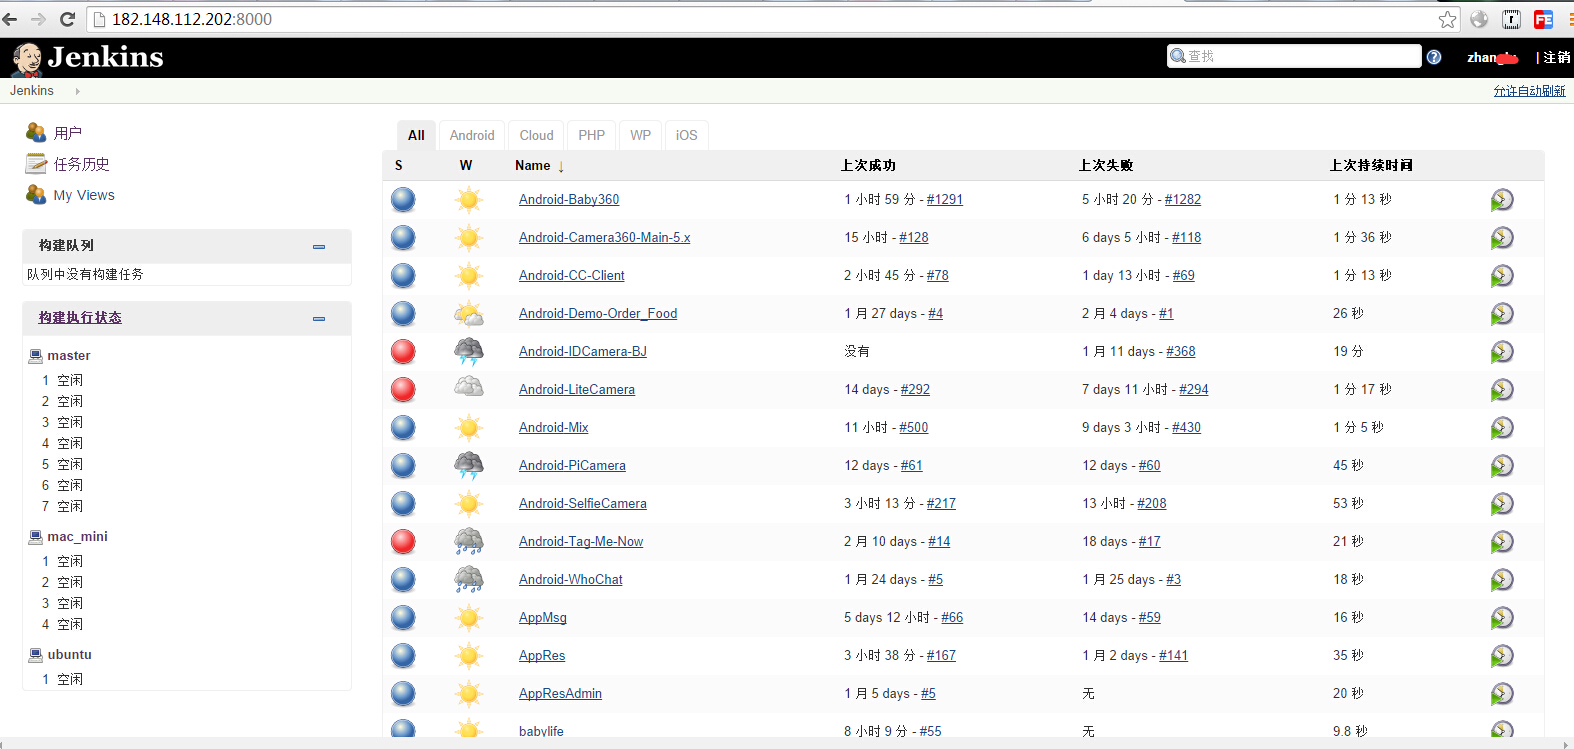 182.148.112.202:8000
Jenkins
查找
zhang
| 注销
Jenkins
允许自动刷新
用户
任务历史
My Views
构建队列
队列中没有构建任务
构建执行状态
master
1 空闲
2 空闲
3 空闲
4 空闲
5 空闲
6 空闲
7 空闲
mac_mini
1 空闲
2 空闲
3 空闲
4 空闲
ubuntu
1 空闲
All Android Cloud PHP WP iOS
S W Name ↓ 上次成功 上次失败 上次持续时间
Android-Baby360 1 小时 59 分 - #1291 5 小时 20 分 - #1282 1 分 13 秒
Android-Camera360-Main-5.x 15 小时 - #128 6 days 5 小时 - #118 1 分 36 秒
Android-CC-Client 2 小时 45 分 - #78 1 day 13 小时 - #69 1 分 13 秒
Android-Demo-Order_Food 1 月 27 days - #4 2 月 4 days - #1 26 秒
Android-IDCamera-BJ 没有 1 月 11 days - #368 19 分
Android-LiteCamera 14 days - #292 7 days 11 小时 - #294 1 分 17 秒
Android-Mix 11 小时 - #500 9 days 3 小时 - #430 1 分 5 秒
Android-PiCamera 12 days - #61 12 days - #60 45 秒
Android-SelfieCamera 3 小时 13 分 - #217 13 小时 - #208 53 秒
Android-Tag-Me-Now 2 月 10 days - #14 18 days - #17 21 秒
Android-WhoChat 1 月 24 days - #5 1 月 25 days - #3 18 秒
AppMsg 5 days 12 小时 - #66 14 days - #59 16 秒
AppRes 3 小时 38 分 - #167 1 月 2 days - #141 35 秒
AppResAdmin 1 月 5 days - #5 无 20 秒
babylife 8 小时 9 分 - #55 无 9.8 秒